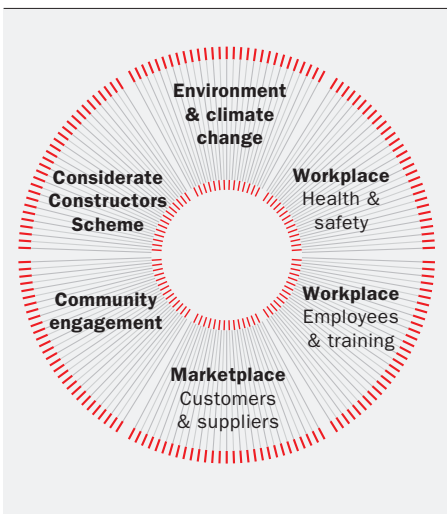 Environment
& climate
change
Workplace
Health &
safety
Workplace
Employees
& training
Marketplace
Customers
& suppliers
Community
engagement
Considerate
Constructors
Scheme